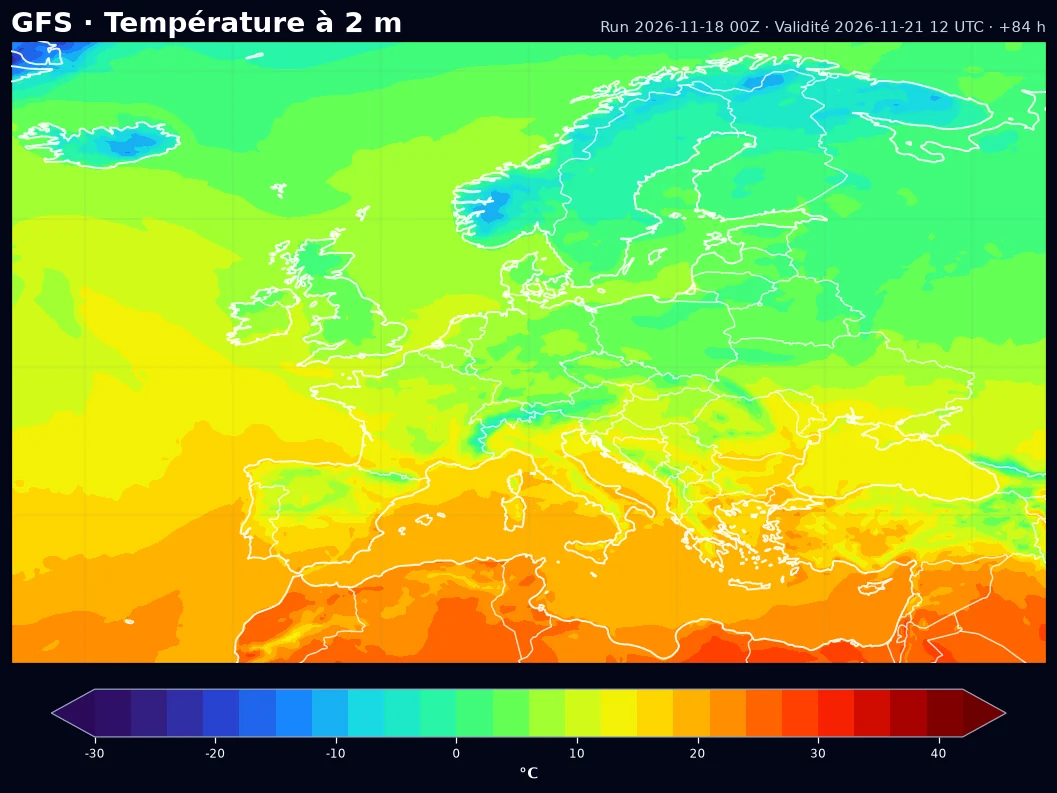 GFS · Température à 2 m
Run 2026-11-18 00Z · Validité 2026-11-21 12 UTC · +84 h
-30 -20 -10 0 10 20 30 40
°C